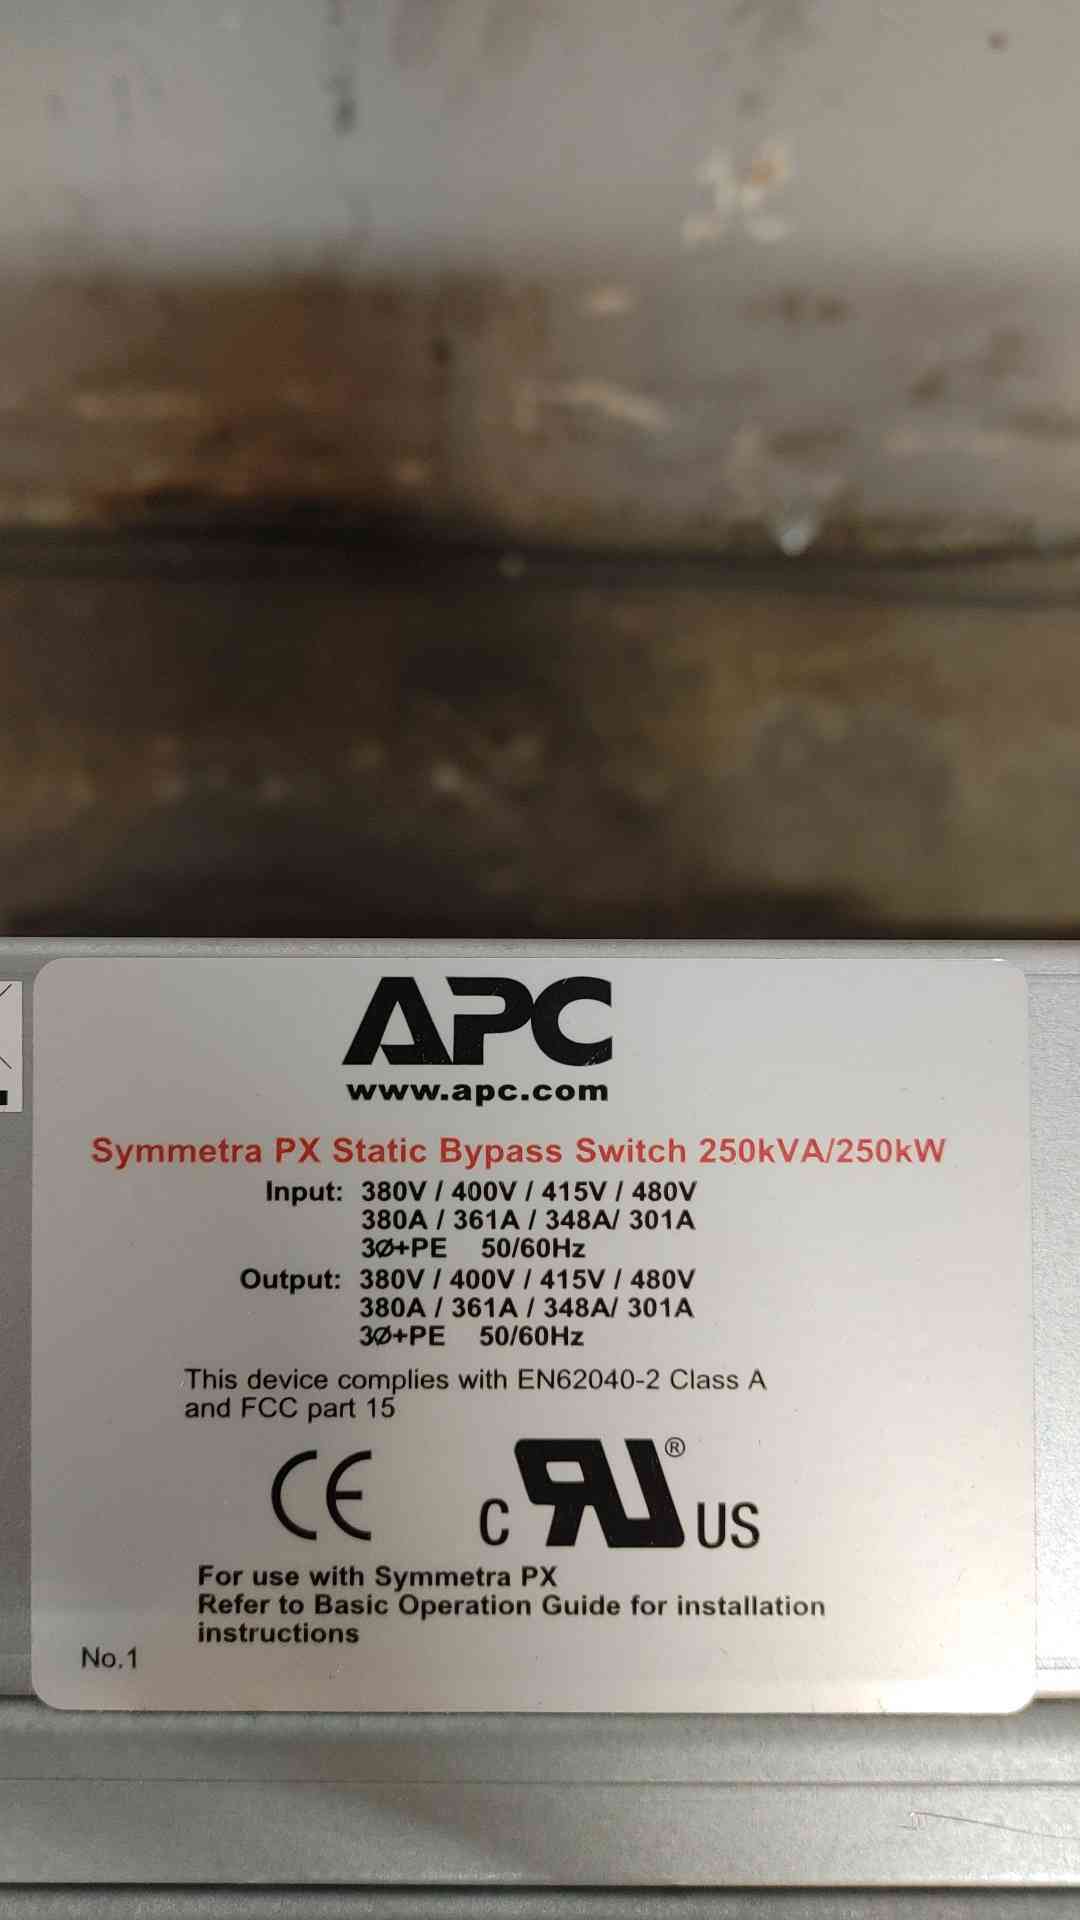 APC
www.apc.com
Symmetra PX Static Bypass Switch 250kVA/250kW
Input: 380V / 400V / 415V / 480V
380A / 361A / 348A/ 301A
3Ø+PE 50/60Hz
Output: 380V / 400V / 415V / 480V
380A / 361A / 348A/ 301A
3Ø+PE 50/60Hz
This device complies with EN62040-2 Class A
and FCC part 15
CE c RU ® US
For use with Symmetra PX
Refer to Basic Operation Guide for installation
instructions
No.1